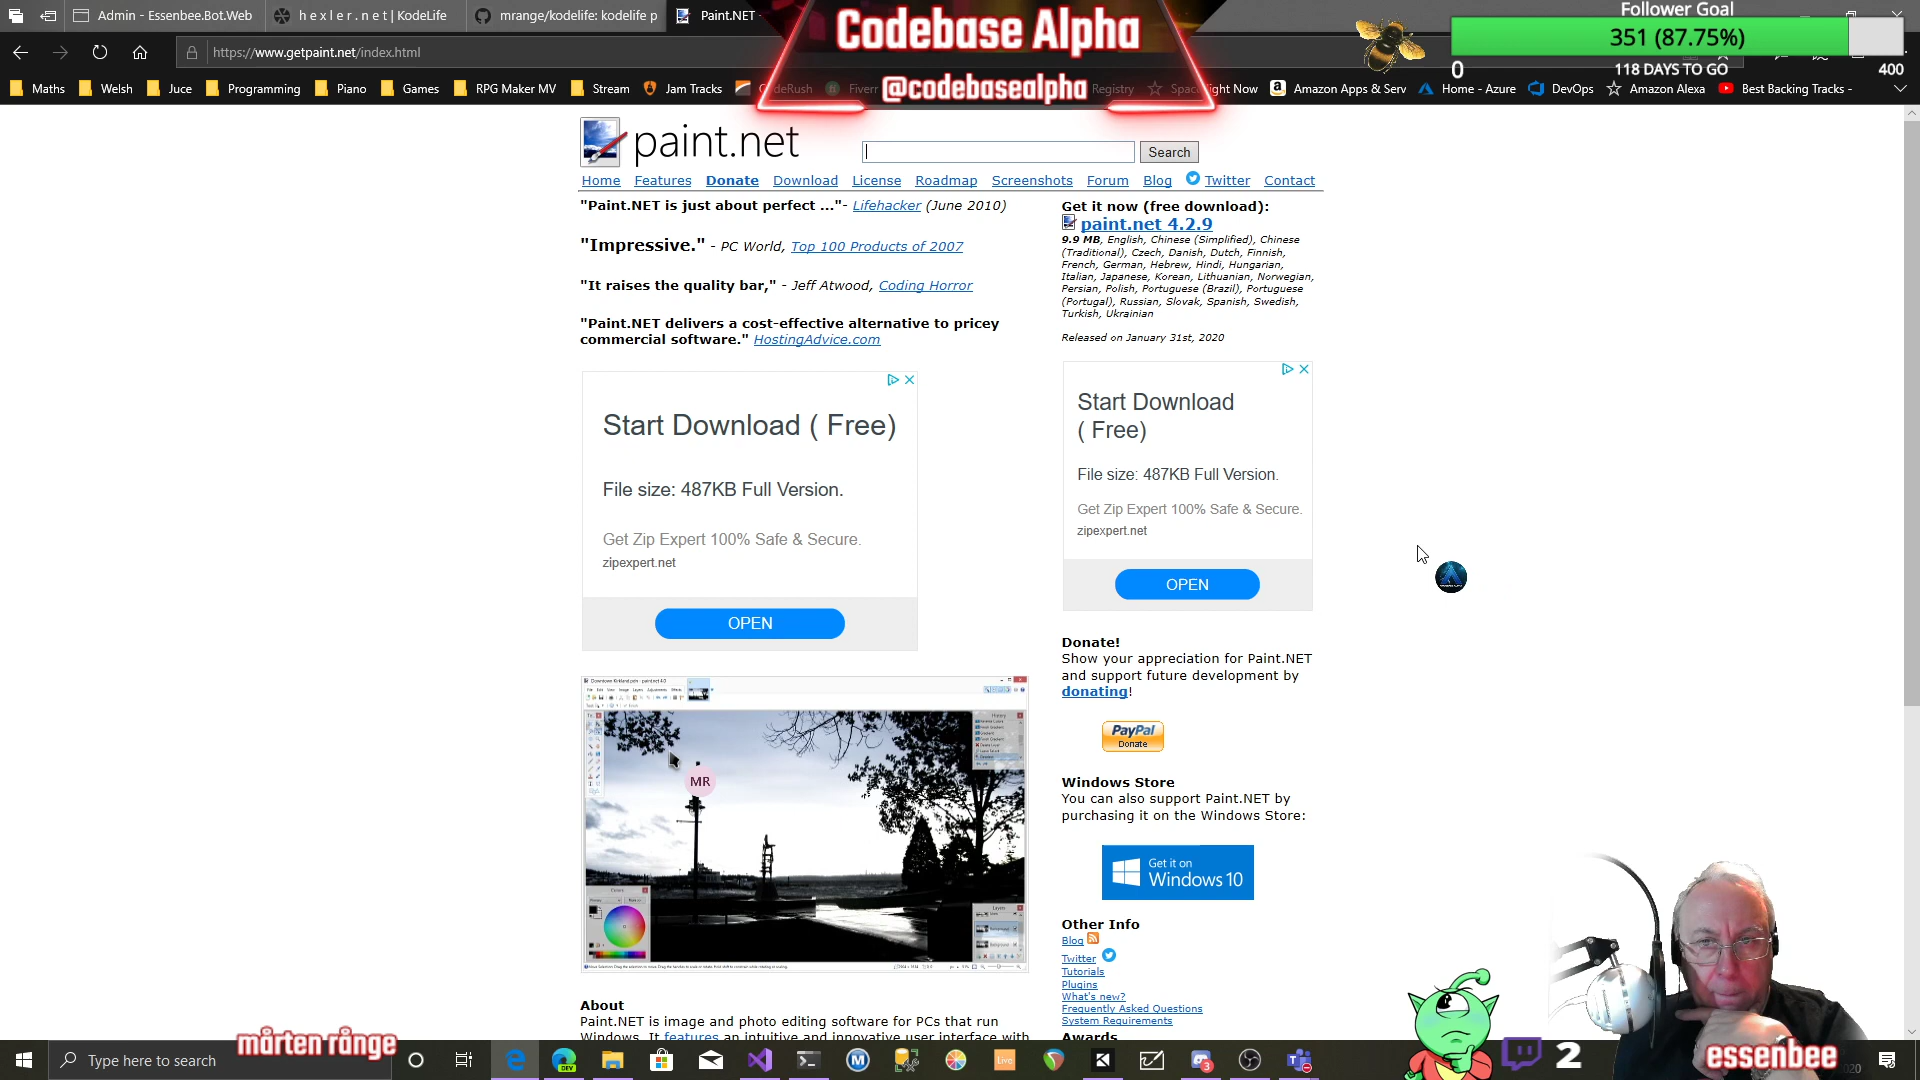 Admin - Essenbee.Bot.Web
h e x l e r . n e t | KodeLife
mrange/kodelife: kodelife p
Paint.NET -
Codebase Alpha
@codebasealpha
Follower Goal
351 (87.75%)
0
118 DAYS TO GO
400
https://www.getpaint.net/index.html
Maths
Welsh
Juce
Programming
Piano
Games
RPG Maker MV
Stream
Jam Tracks
Fiverr
Registry
Amazon Apps & Serv
Home - Azure
DevOps
Amazon Alexa
Best Backing Tracks -
paint.net
Search
Home
Features
Donate
Download
License
Roadmap
Screenshots
Forum
Blog
Twitter
Contact
"Paint.NET is just about perfect ..."- Lifehacker (June 2010)
"Impressive." - PC World, Top 100 Products of 2007
"It raises the quality bar," - Jeff Atwood, Coding Horror
"Paint.NET delivers a cost-effective alternative to pricey
commercial software." HostingAdvice.com
Get it now (free download):
paint.net 4.2.9
9.9 MB, English, Chinese (Simplified), Chinese
(Traditional), Czech, Danish, Dutch, Finnish,
French, German, Hebrew, Hindi, Hungarian,
Italian, Japanese, Korean, Lithuanian, Norwegian,
Persian, Polish, Portuguese (Brazil), Portuguese
(Portugal), Russian, Slovak, Spanish, Swedish,
Turkish, Ukrainian
Released on January 31st, 2020
Start Download ( Free)
File size: 487KB Full Version.
Get Zip Expert 100% Safe & Secure.
zipexpert.net
OPEN
Start Download
( Free)
File size: 487KB Full Version.
Get Zip Expert 100% Safe & Secure.
zipexpert.net
OPEN
MR
Donate!
Show your appreciation for Paint.NET
and support future development by
donating!
PayPal
Donate
Windows Store
You can also support Paint.NET by
purchasing it on the Windows Store:
Get it on
Windows 10
Other Info
Blog
Twitter
Tutorials
Plugins
What's new?
Frequently Asked Questions
System Requirements
Awards
About
Paint.NET is image and photo editing software for PCs that run
Windows. It features an intuitive and innovative user interface with
mårten rånge
Type here to search
2
essenbee